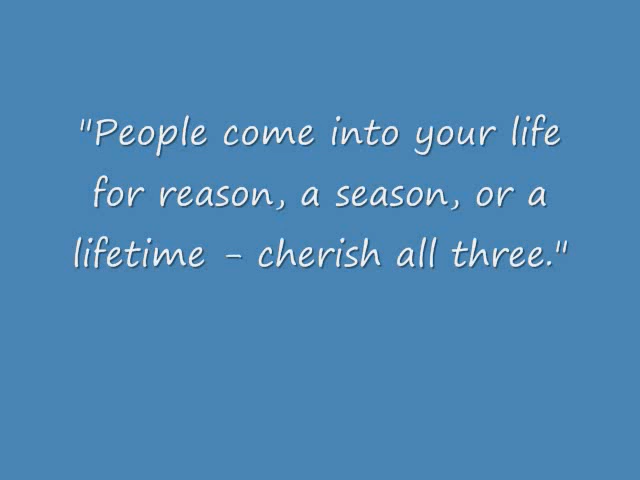 "People come into your life
for reason, a season, or a
lifetime - cherish all three."